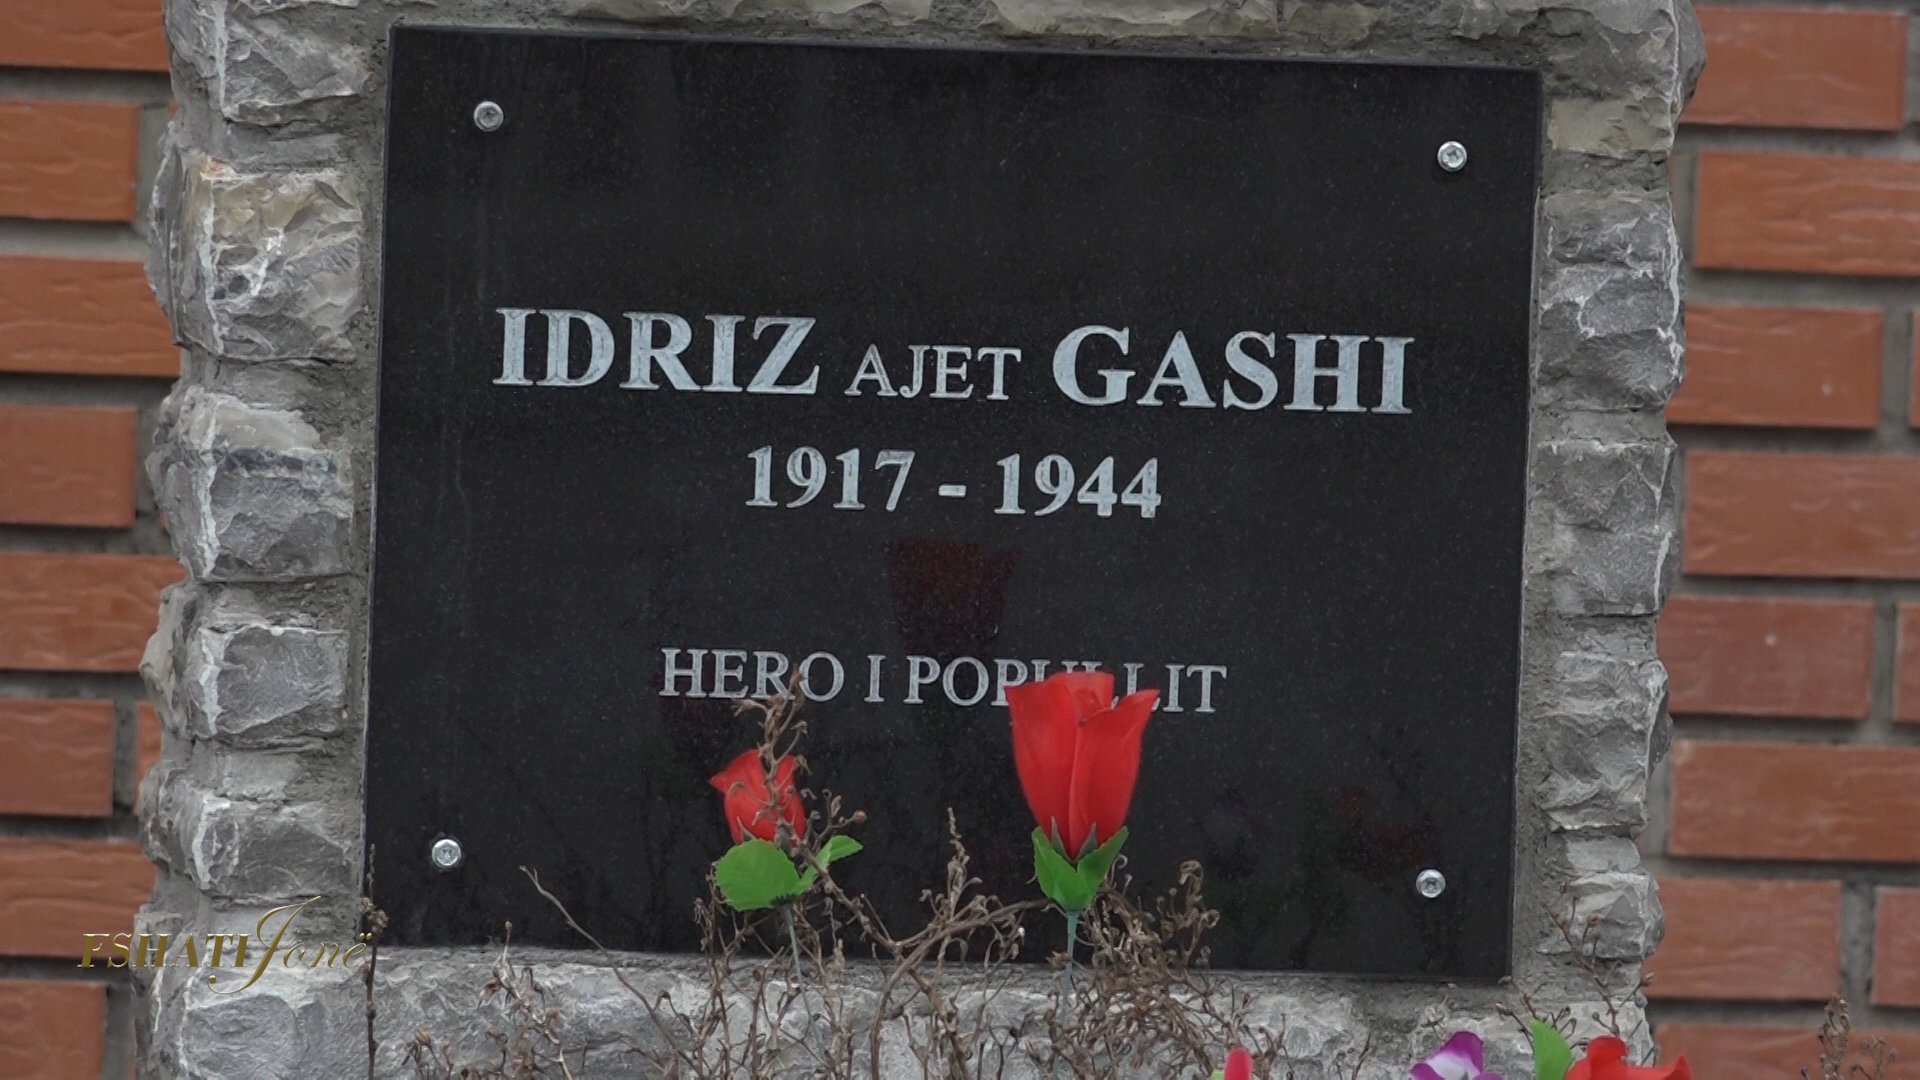 IDRIZ AJET GASHI
1917 - 1944
HERO I POPULLIT
FSHATI Jonë